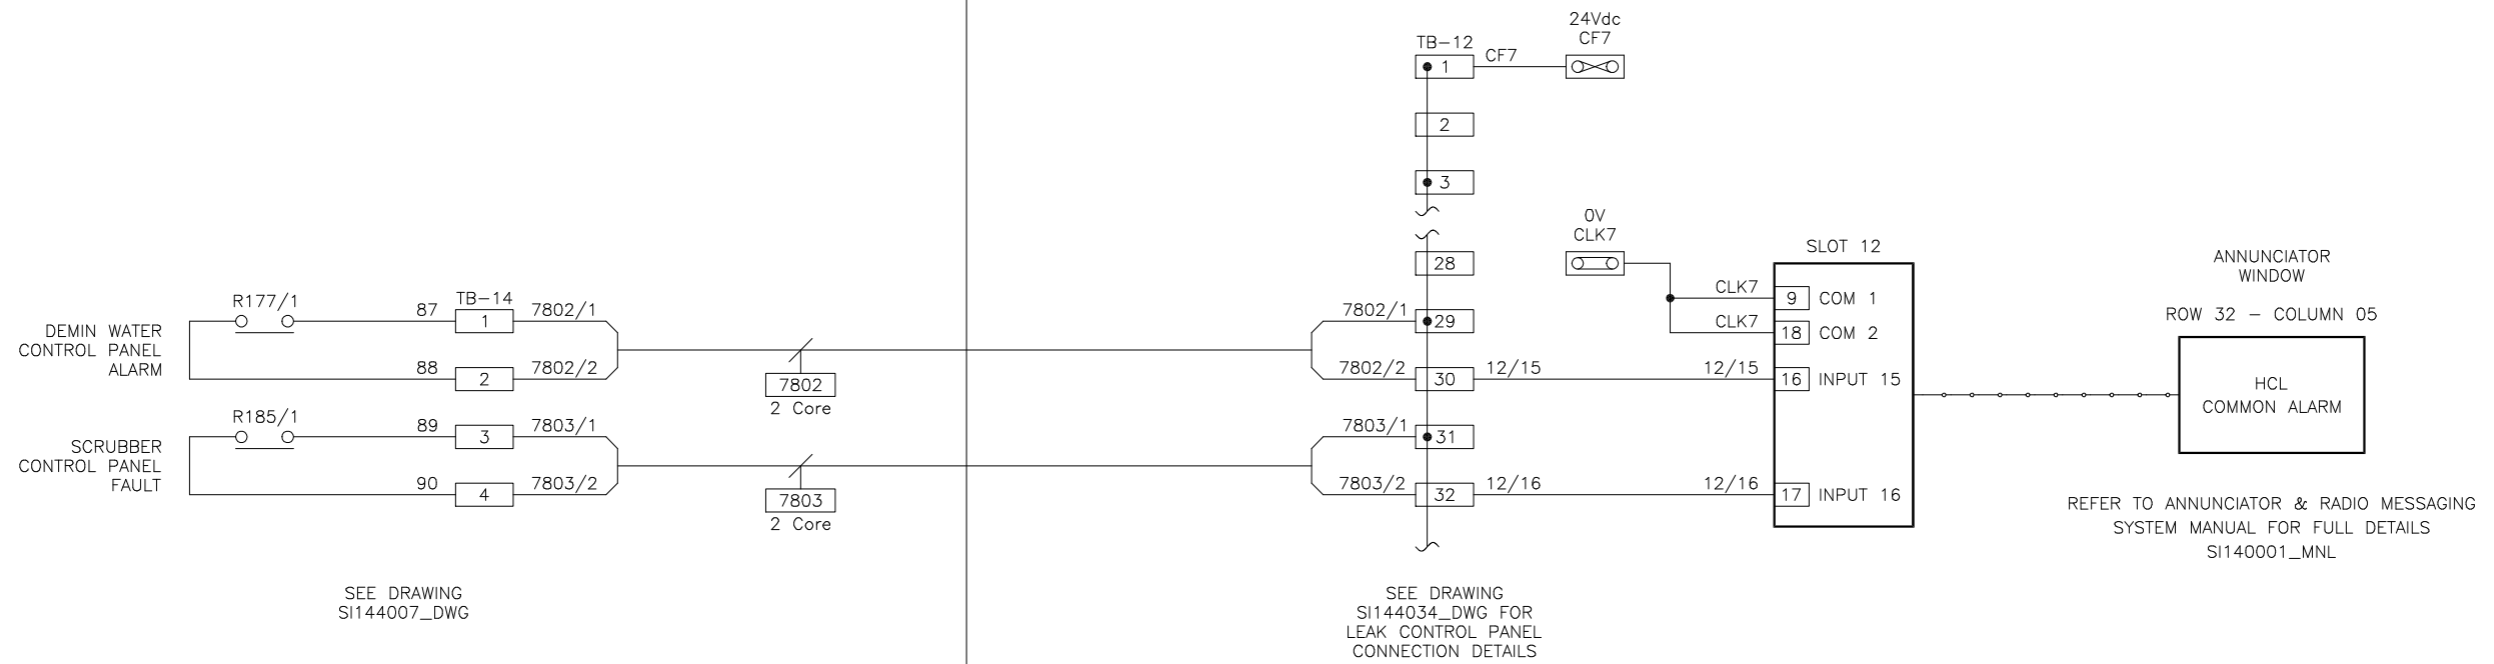 24Vdc
CF7
TB-12
1
CF7
2
3
0V
CLK7
28
SLOT 12
CLK7
9
COM 1
CLK7
18
COM 2
ANNUNCIATOR
WINDOW
ROW 32 - COLUMN 05
HCL
COMMON ALARM
DEMIN WATER
CONTROL PANEL
ALARM
R177/1
87
TB-14
1
7802/1
88
2
7802/2
7802
2 Core
7802/1
29
7802/2
30
12/15
12/15
16
INPUT 15
SCRUBBER
CONTROL PANEL
FAULT
R185/1
89
3
7803/1
90
4
7803/2
7803
2 Core
7803/1
31
7803/2
32
12/16
12/16
17
INPUT 16
REFER TO ANNUNCIATOR & RADIO MESSAGING
SYSTEM MANUAL FOR FULL DETAILS
SI140001_MNL
SEE DRAWING
SI144007_DWG
SEE DRAWING
SI144034_DWG FOR
LEAK CONTROL PANEL
CONNECTION DETAILS